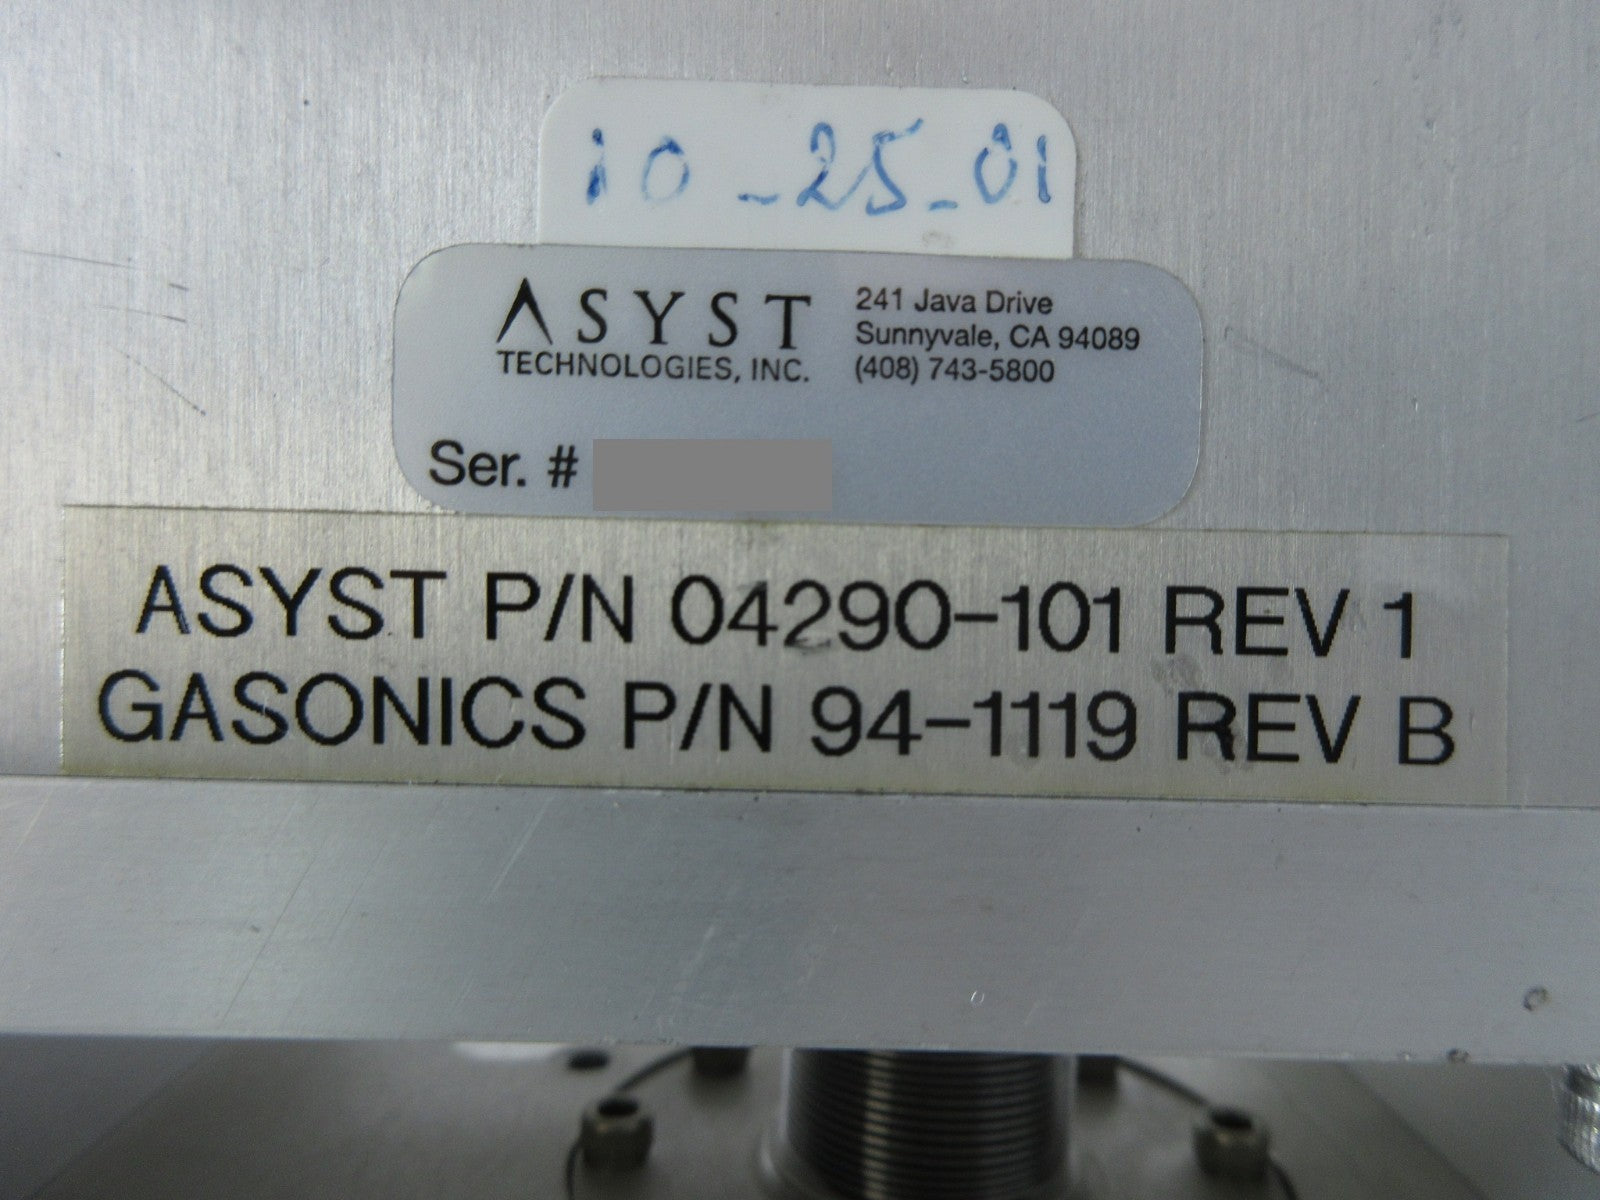 10-25-01
ASYST
TECHNOLOGIES, INC.
241 Java Drive
Sunnyvale, CA 94089
(408) 743-5800
Ser. #
ASYST P/N 04290-101 REV 1
GASONICS P/N 94-1119 REV B